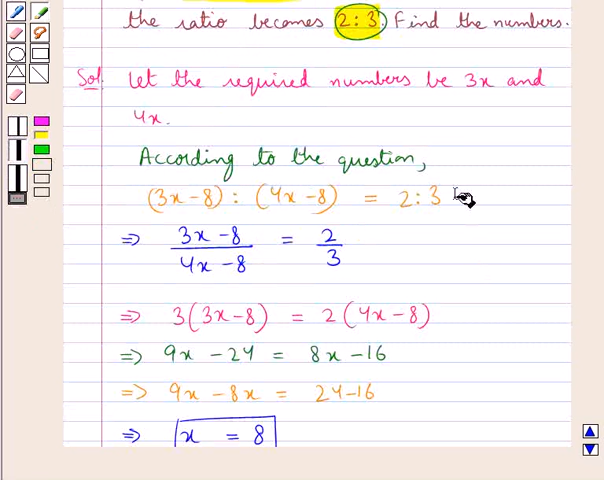 the ratio becomes 2:3. Find the numbers.
Sol. Let the required numbers be 3x and
4x.
According to the question,
(3x-8) : (4x-8) = 2:3
⇒ 3x-8/4x-8 = 2/3
⇒ 3(3x-8) = 2(4x-8)
⇒ 9x - 24 = 8x-16
⇒ 9x - 8x = 24-16
⇒ x = 8